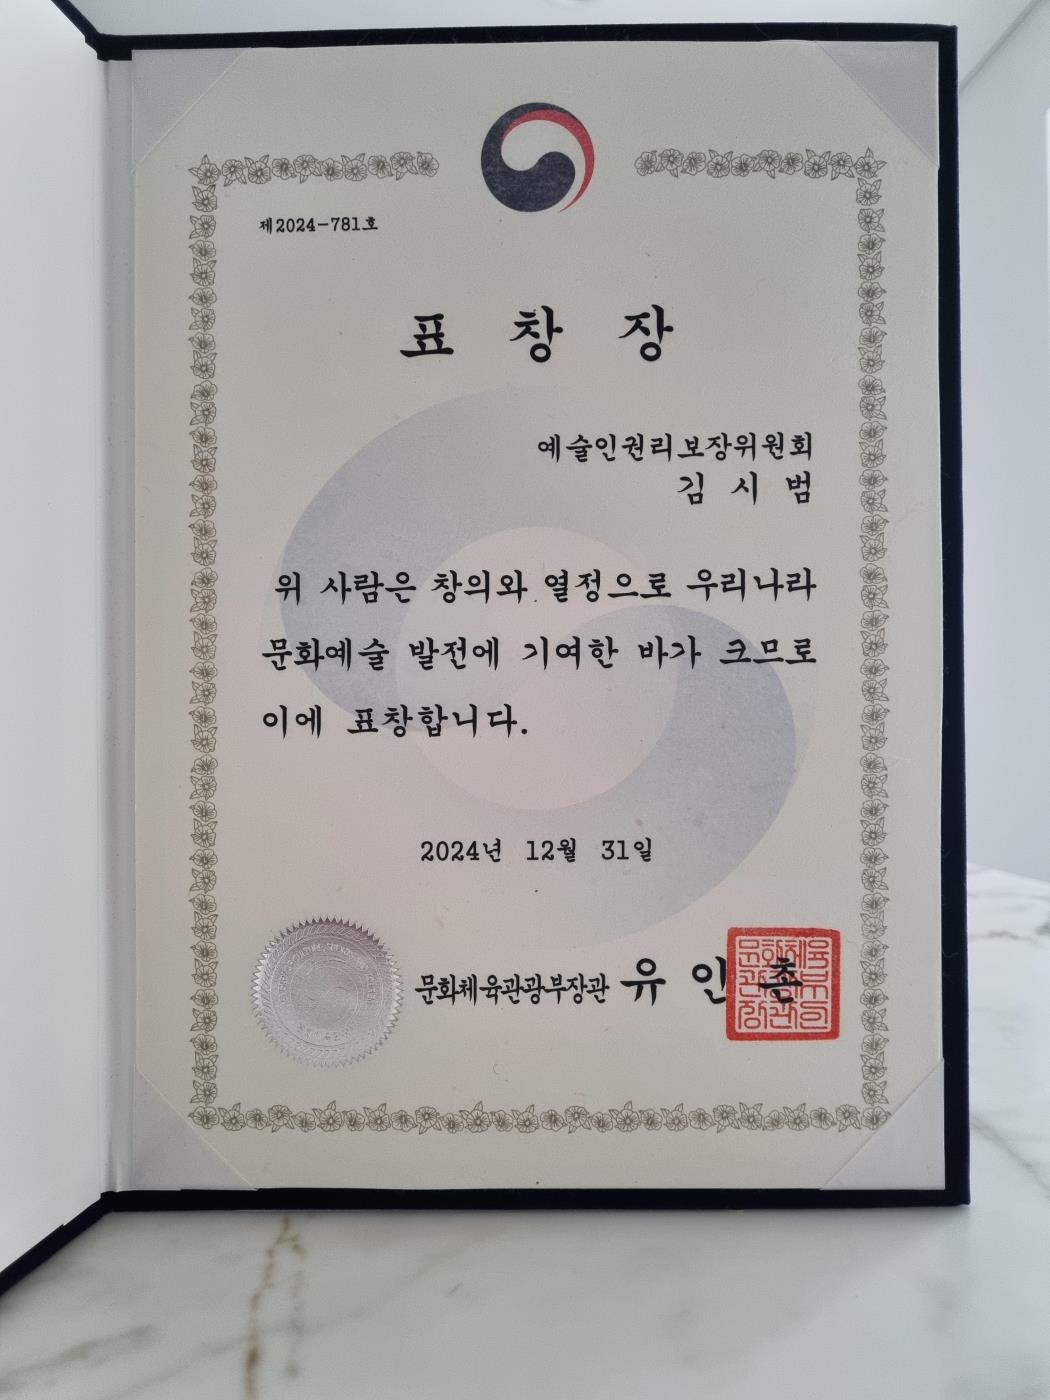 제2024-781호
표 창 장
예술인권리보장위원회
김 시 범
위 사람은 창의와 열정으로 우리나라
문화예술 발전에 기여한 바가 크므로
이에 표창합니다.
2024년 12월 31일
문화체육관광부장관 유 인 촌